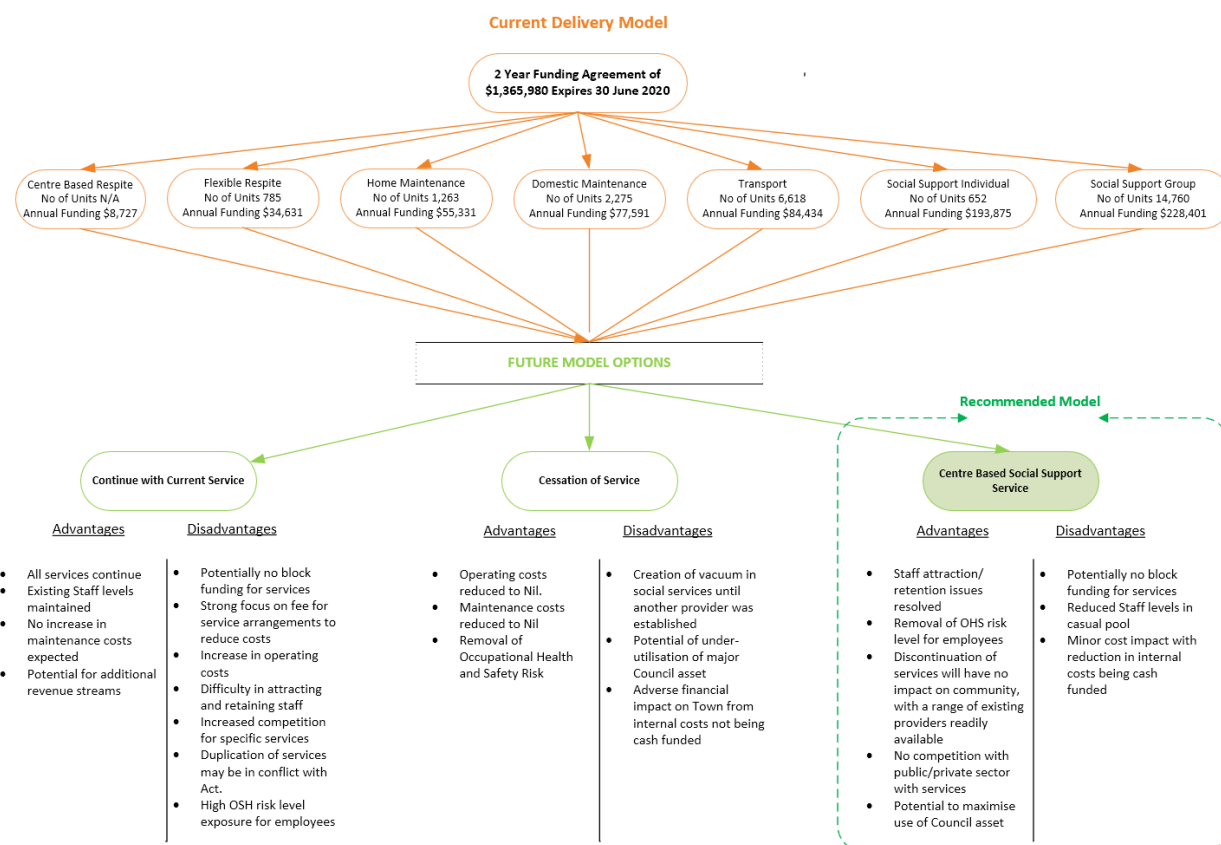 Current Delivery Model
2 Year Funding Agreement of
$1,365,980 Expires 30 June 2020
Centre Based Respite
No of Units N/A
Annual Funding $8,727
Flexible Respite
No of Units 785
Annual Funding $34,631
Home Maintenance
No of Units 1,263
Annual Funding $55,331
Domestic Maintenance
No of Units 2,275
Annual Funding $77,591
Transport
No of Units 6,618
Annual Funding $84,434
Social Support Individual
No of Units 652
Annual Funding $193,875
Social Support Group
No of Units 14,760
Annual Funding $228,401
FUTURE MODEL OPTIONS
Recommended Model
Continue with Current Service
Advantages
• All services continue
• Existing Staff levels
maintained
• No increase in
maintenance costs
expected
• Potential for additional
revenue streams
Disadvantages
• Potentially no block
funding for services
• Strong focus on fee for
service arrangements to
reduce costs
• Increase in operating
costs
• Difficulty in attracting
and retaining staff
• Increased competition
for specific services
• Duplication of services
may be in conflict with
Act.
• High OSH risk level
exposure for employees
Cessation of Service
Advantages
• Operating costs
reduced to Nil.
• Maintenance costs
reduced to Nil
• Removal of
Occupational Health
and Safety Risk
Disadvantages
• Creation of vacuum in
social services until
another provider was
established
• Potential of under-
utilisation of major
Council asset
• Adverse financial
impact on Town from
internal costs not being
cash funded
Centre Based Social Support
Service
Advantages
• Staff attraction/
retention issues
resolved
• Removal of OHS risk
level for employees
• Discontinuation of
services will have no
impact on community,
with a range of existing
providers readily
available
• No competition with
public/private sector
with services
• Potential to maximise
use of Council asset
Disadvantages
• Potentially no block
funding for services
• Reduced Staff levels in
casual pool
• Minor cost impact with
reduction in internal
costs being cash
funded